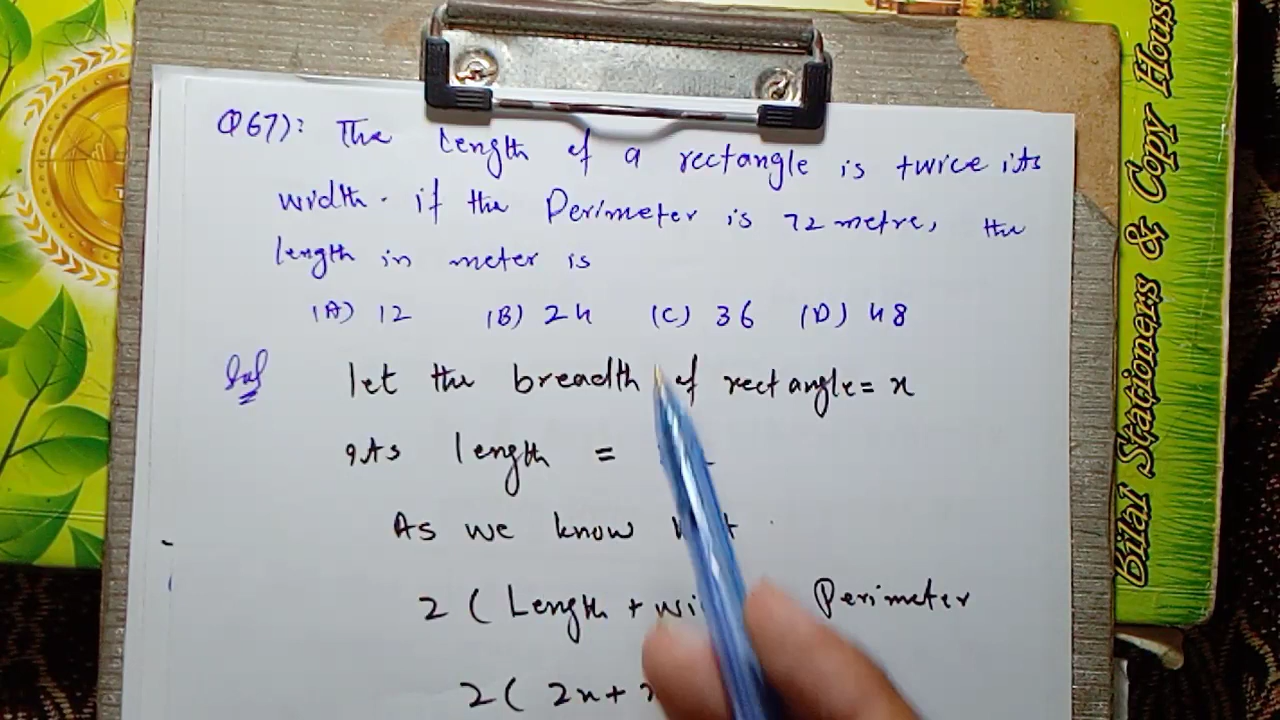 Q67): The length of a rectangle is twice its
width. if the Perimeter is 72 metre, the
length in meter is
(A) 12 (B) 24 (C) 36 (D) 48
Sol let the breadth of rectangle = x
its length =
As we know
2 ( Length + Perimeter
2 ( 2x +
Bilal Stationers & Copy House